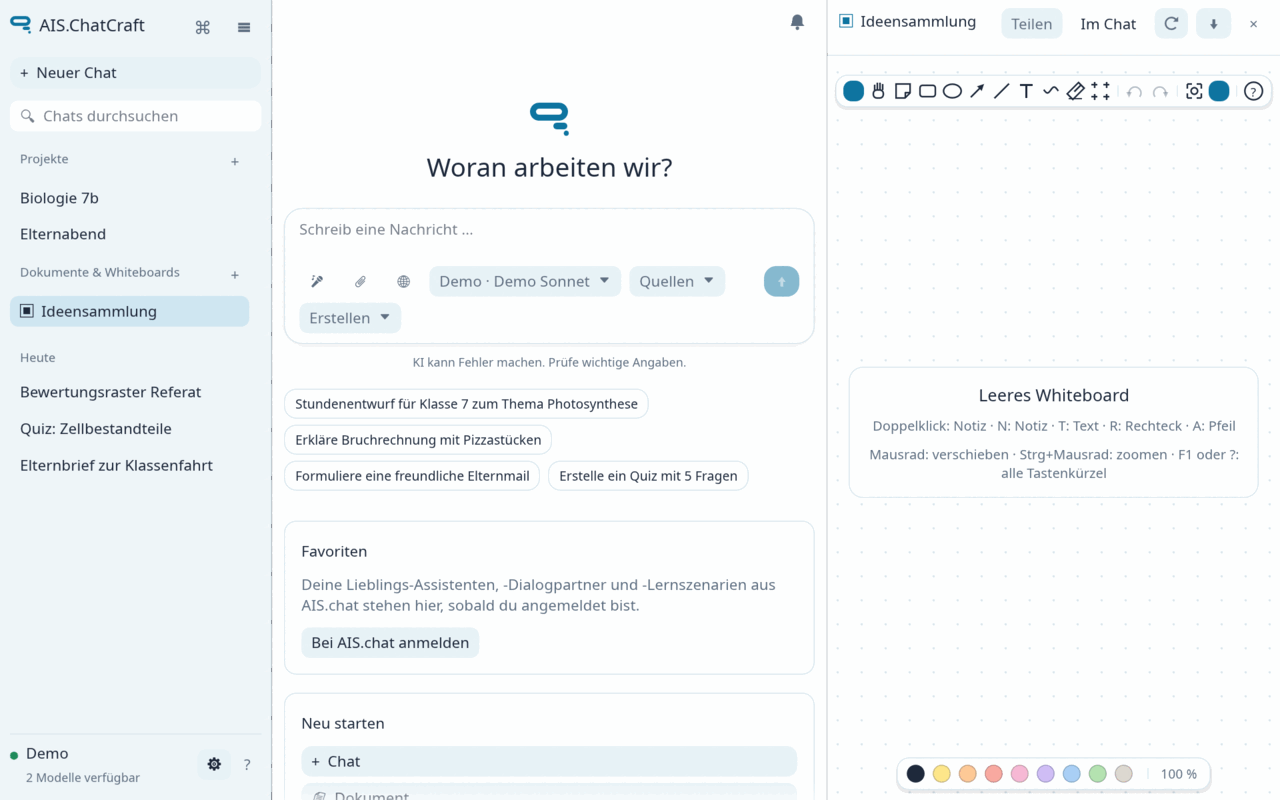 AIS.ChatCraft
+ Neuer Chat
Chats durchsuchen
Projekte +
Biologie 7b
Elternabend
Dokumente & Whiteboards +
Ideensammlung
Heute
Bewertungsraster Referat
Quiz: Zellbestandteile
Elternbrief zur Klassenfahrt
Demo
2 Modelle verfügbar
?
Woran arbeiten wir?
Schreib eine Nachricht ...
Demo · Demo Sonnet
Quellen
Erstellen
KI kann Fehler machen. Prüfe wichtige Angaben.
Stundenentwurf für Klasse 7 zum Thema Photosynthese
Erkläre Bruchrechnung mit Pizzastücken
Formuliere eine freundliche Elternmail
Erstelle ein Quiz mit 5 Fragen
Favoriten
Deine Lieblings-Assistenten, -Dialogpartner und -Lernszenarien aus
AIS.chat stehen hier, sobald du angemeldet bist.
Bei AIS.chat anmelden
Neu starten
+ Chat
Dokument
Ideensammlung
Teilen
Im Chat
×
T
?
Leeres Whiteboard
Doppelklick: Notiz · N: Notiz · T: Text · R: Rechteck · A: Pfeil
Mausrad: verschieben · Strg+Mausrad: zoomen · F1 oder ?:
alle Tastenkürzel
100 %